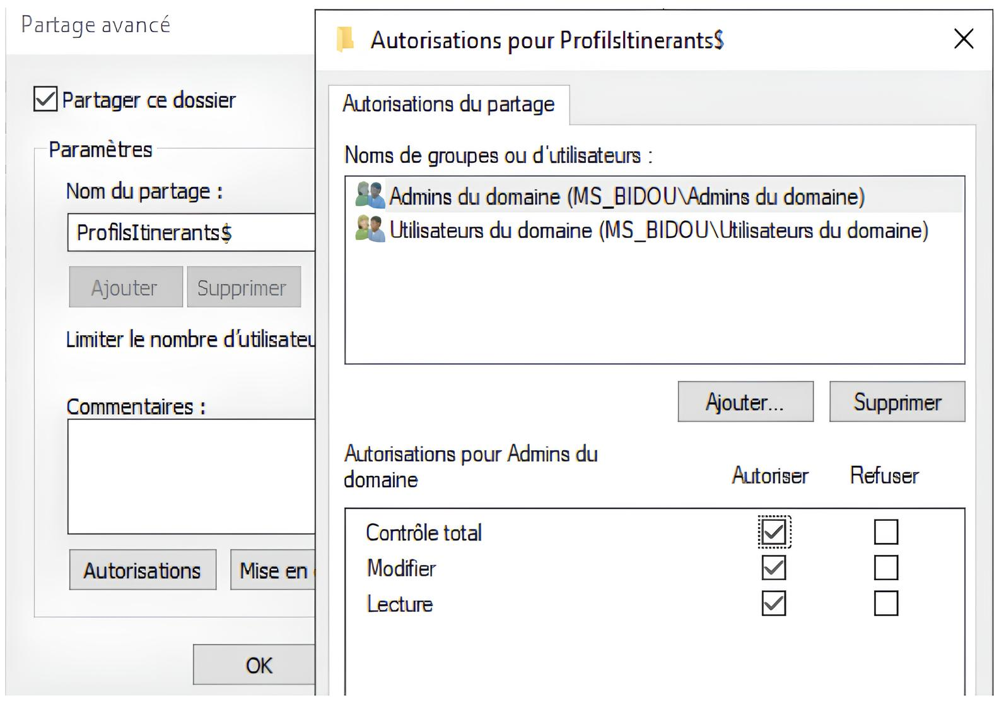 Partage avancé
Partager ce dossier
Paramètres
Nom du partage :
ProfilsItinerants$
Ajouter Supprimer
Limiter le nombre d'utilisateu
Commentaires :
Autorisations Mise en
OK
Autorisations pour ProfilsItinerants$
Autorisations du partage
Noms de groupes ou d'utilisateurs :
Admins du domaine (MS_BIDOU\Admins du domaine)
Utilisateurs du domaine (MS_BIDOU\Utilisateurs du domaine)
Ajouter... Supprimer
Autorisations pour Admins du
domaine
Autoriser Refuser
Contrôle total
Modifier
Lecture